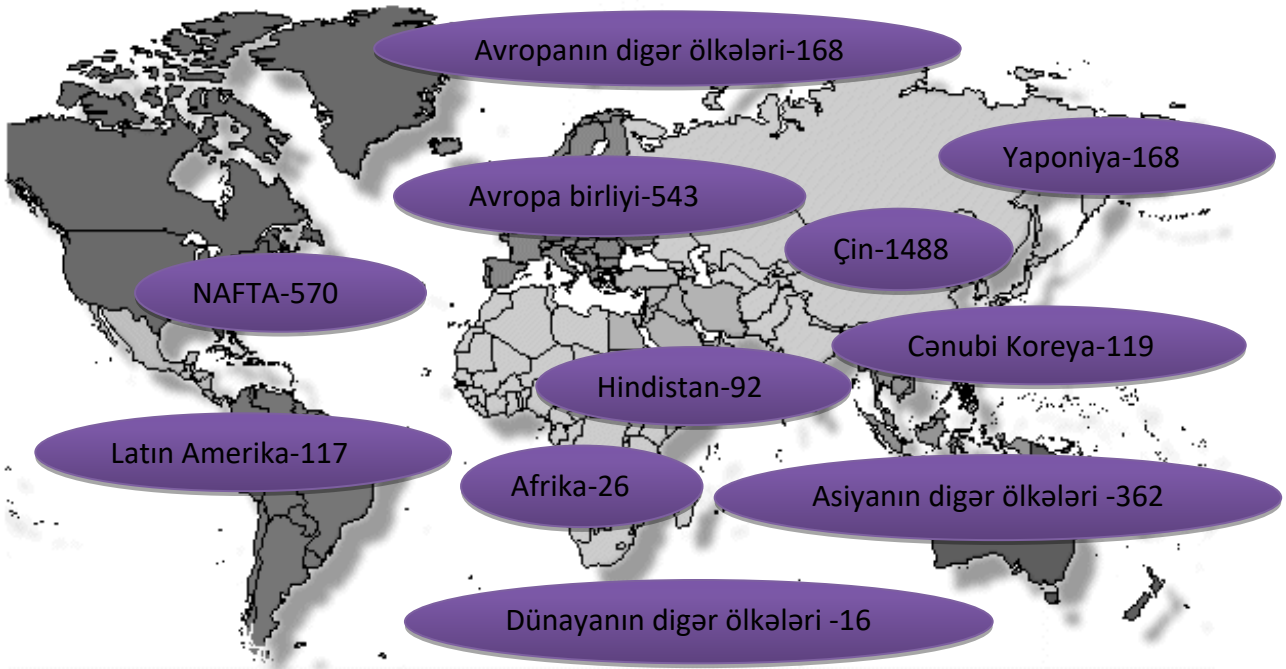 Avropanın digər ölkələri-168
Yaponiya-168
Avropa birliyi-543
Çin-1488
NAFTA-570
Cənubi Koreya-119
Hindistan-92
Latın Amerika-117
Afrika-26
Asiyanın digər ölkələri -362
Dünayanın digər ölkələri -16